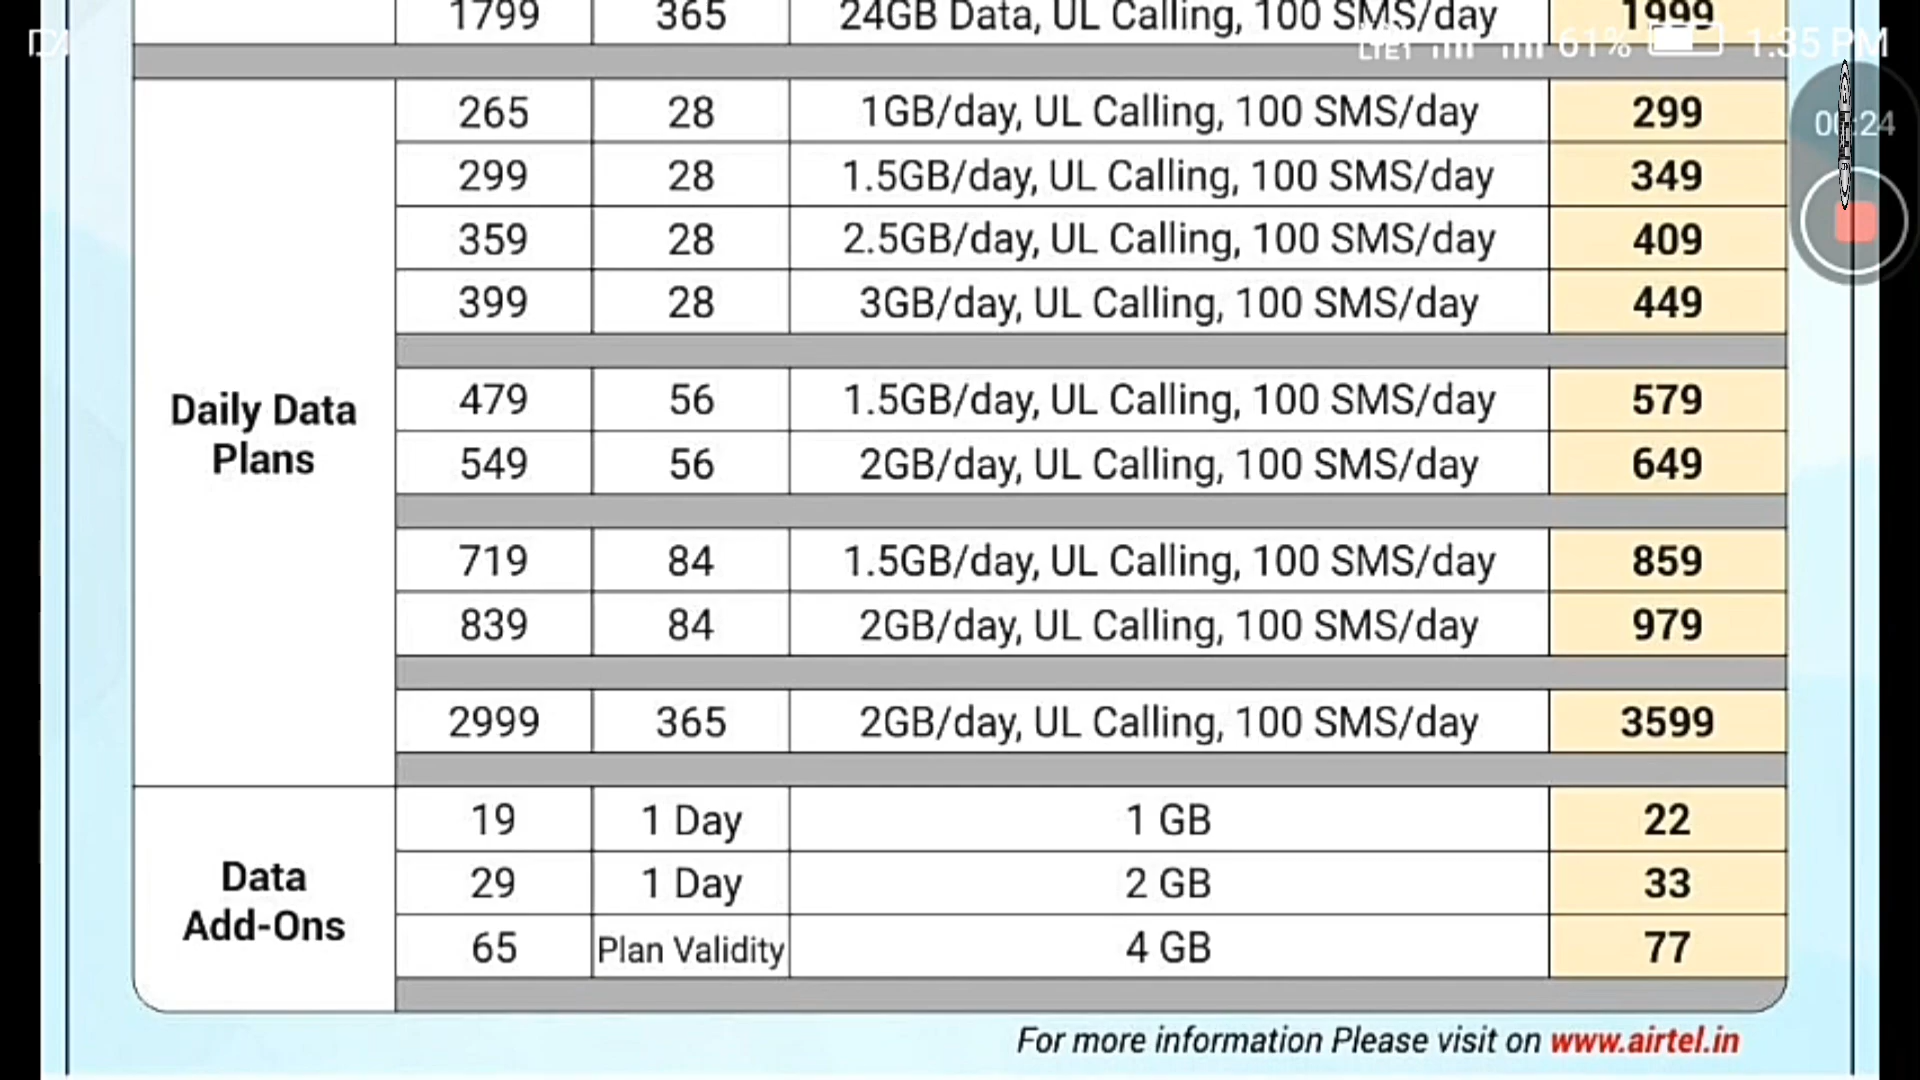 1799 365 24GB Data, UL Calling, 100 SMS/day 1999
61% 1:35 PM
265 28 1GB/day, UL Calling, 100 SMS/day 299
00:24
299 28 1.5GB/day, UL Calling, 100 SMS/day 349
359 28 2.5GB/day, UL Calling, 100 SMS/day 409
399 28 3GB/day, UL Calling, 100 SMS/day 449
Daily Data
Plans
479 56 1.5GB/day, UL Calling, 100 SMS/day 579
549 56 2GB/day, UL Calling, 100 SMS/day 649
719 84 1.5GB/day, UL Calling, 100 SMS/day 859
839 84 2GB/day, UL Calling, 100 SMS/day 979
2999 365 2GB/day, UL Calling, 100 SMS/day 3599
Data
Add-Ons
19 1 Day 1 GB 22
29 1 Day 2 GB 33
65 Plan Validity 4 GB 77
For more information Please visit on www.airtel.in